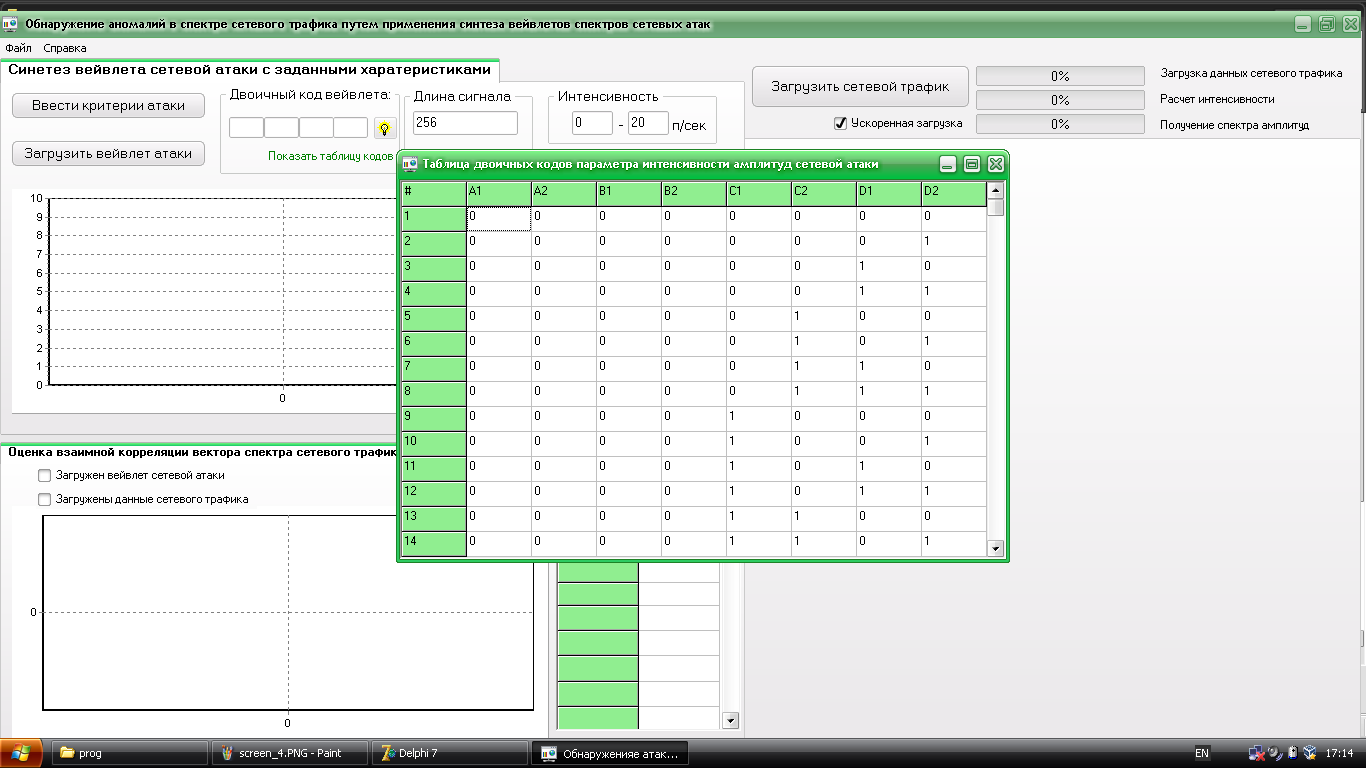 Обнаружение аномалий в спектре сетевого трафика путем применения синтеза вейвлетов спектров сетевых атак
Файл Справка
Синетез вейвлета сетевой атаки с заданными харатеристиками
Ввести критерии атаки
Загрузить вейвлет атаки
Двоичный код вейвлета:
Показать таблицу кодов
Длина сигнала
256
Интенсивность
0 - 20 п/сек
Загрузить сетевой трафик
Ускоренная загрузка
0% Загрузка данных сетевого трафика
0% Расчет интенсивности
0% Получение спектра амплитуд
10
9
8
7
6
5
4
3
2
1
0
0
Таблица двоичных кодов параметра интенсивности амплитуд сетевой атаки
# A1 A2 B1 B2 C1 C2 D1 D2
1 0 0 0 0 0 0 0 0
2 0 0 0 0 0 0 0 1
3 0 0 0 0 0 0 1 0
4 0 0 0 0 0 0 1 1
5 0 0 0 0 0 1 0 0
6 0 0 0 0 0 1 0 1
7 0 0 0 0 0 1 1 0
8 0 0 0 0 0 1 1 1
9 0 0 0 0 1 0 0 0
10 0 0 0 0 1 0 0 1
11 0 0 0 0 1 0 1 0
12 0 0 0 0 1 0 1 1
13 0 0 0 0 1 1 0 0
14 0 0 0 0 1 1 0 1
Оценка взаимной корреляции вектора спектра сетевого трафик
Загружен вейвлет сетевой атаки
Загружены данные сетевого трафика
0
0
prog
screen_4.PNG - Paint
Delphi 7
Обнаружение атак...
EN
17:14